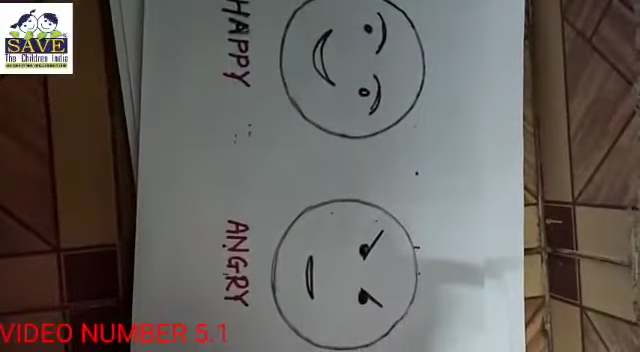 SAVE
The Children India
HAPPY
ANGRY
VIDEO NUMBER 5.1